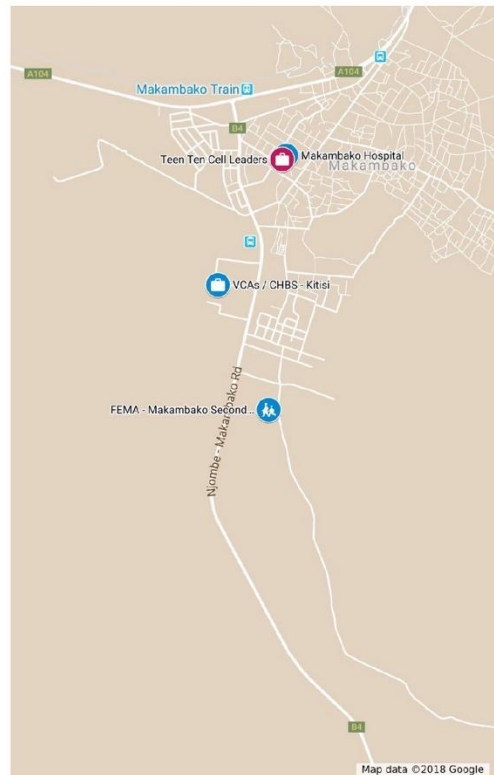 A104
A104
Makambako Train
B4
Teen Ten Cell Leaders
Makambako Hospital
Makambako
VCAs / CHBS - Kitisi
FEMA - Makambako Second...
Njombe - Makambako Rd
B4
Map data ©2018 Google